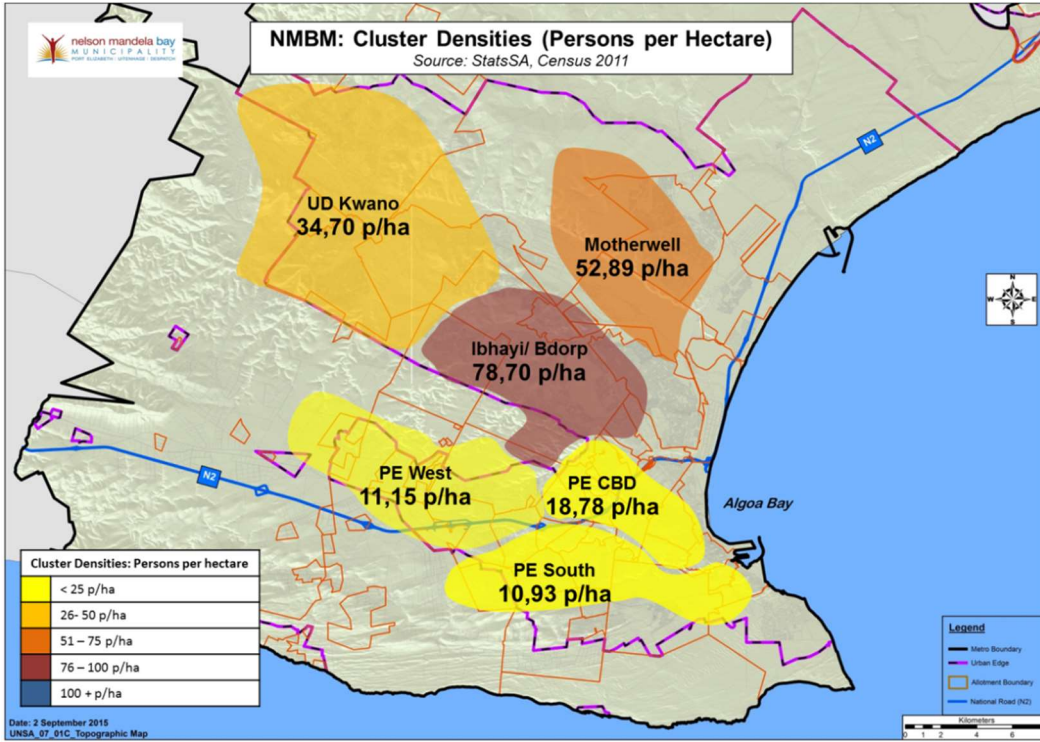 nelson mandela bay
MUNICIPALITY
PORT ELIZABETH | UITENHAGE | DESPATCH
NMBM: Cluster Densities (Persons per Hectare)
Source: StatsSA, Census 2011
N2
UD Kwano
34,70 p/ha
Motherwell
52,89 p/ha
N
W E
S
Ibhayi/ Bdorp
78,70 p/ha
PE West
11,15 p/ha
N2
PE CBD
18,78 p/ha
Algoa Bay
PE South
10,93 p/ha
Cluster Densities: Persons per hectare
< 25 p/ha
26- 50 p/ha
51 – 75 p/ha
76 – 100 p/ha
100 + p/ha
Legend
Metro Boundary
Urban Edge
Allotment Boundary
National Road (N2)
Kilometers
0 1 2 4 6
Date: 2 September 2015
UNSA_07_01C_Topographic Map